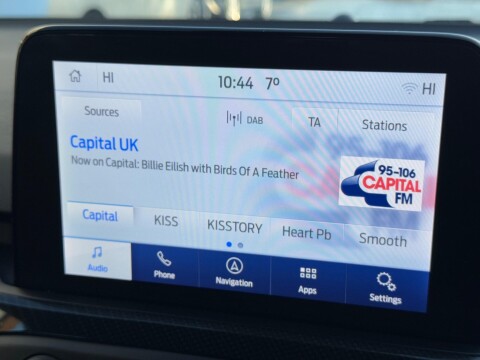 HI 10:44 7° HI
Sources DAB TA Stations
Capital UK
Now on Capital: Billie Eilish with Birds Of A Feather
95-106
CAPITAL
FM
Capital KISS KISSTORY Heart Pb Smooth
Audio Phone Navigation Apps Settings